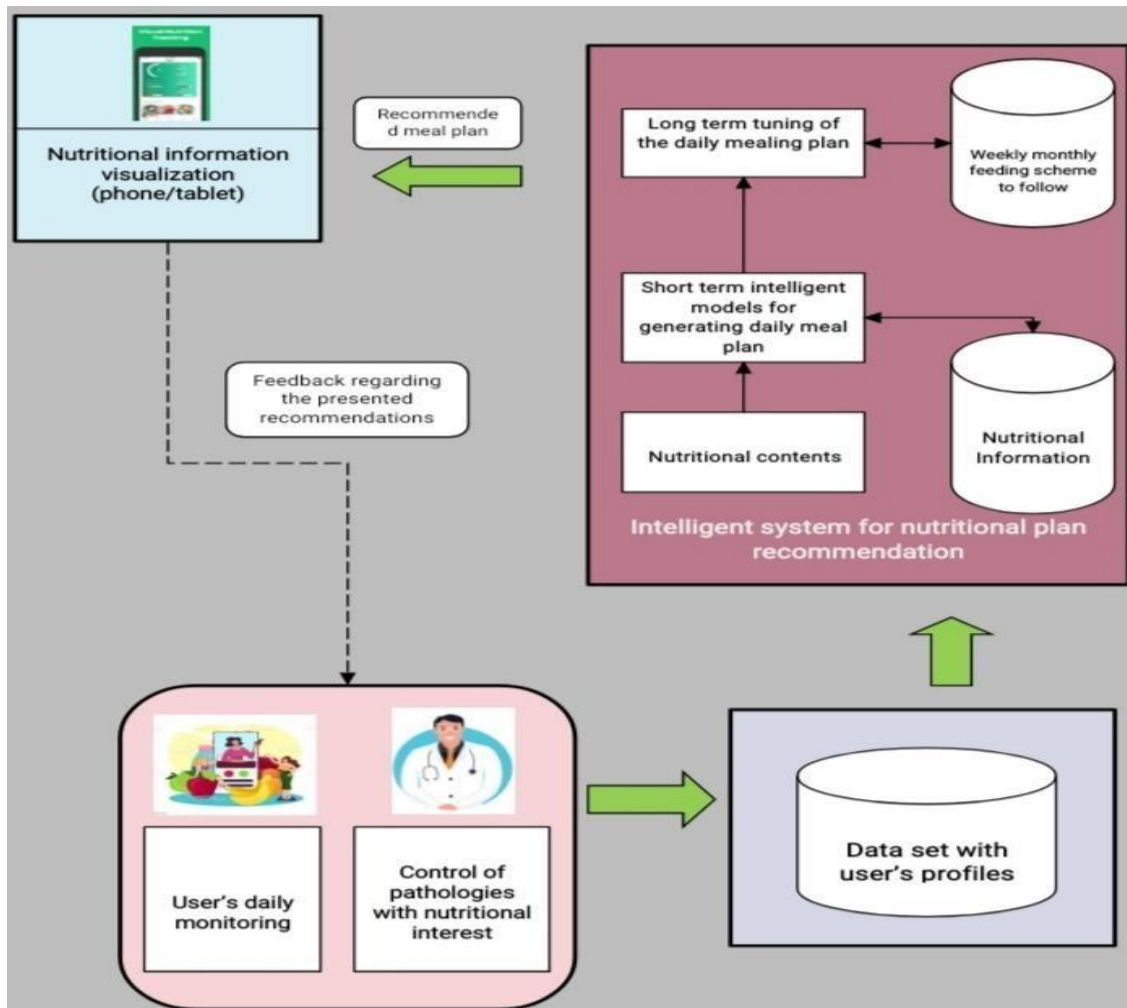 Visual Nutrition
Tracking
Nutritional information
visualization
(phone/tablet)
Recommende
d meal plan
Long term tuning of
the daily mealing plan
Weekly monthly
feeding scheme
to follow
Short term intelligent
models for
generating daily meal
plan
Nutritional contents
Nutritional
Information
Intelligent system for nutritional plan
recommendation
Feedback regarding
the presented
recommendations
User's daily
monitoring
Control of
pathologies
with nutritional
interest
Data set with
user's profiles